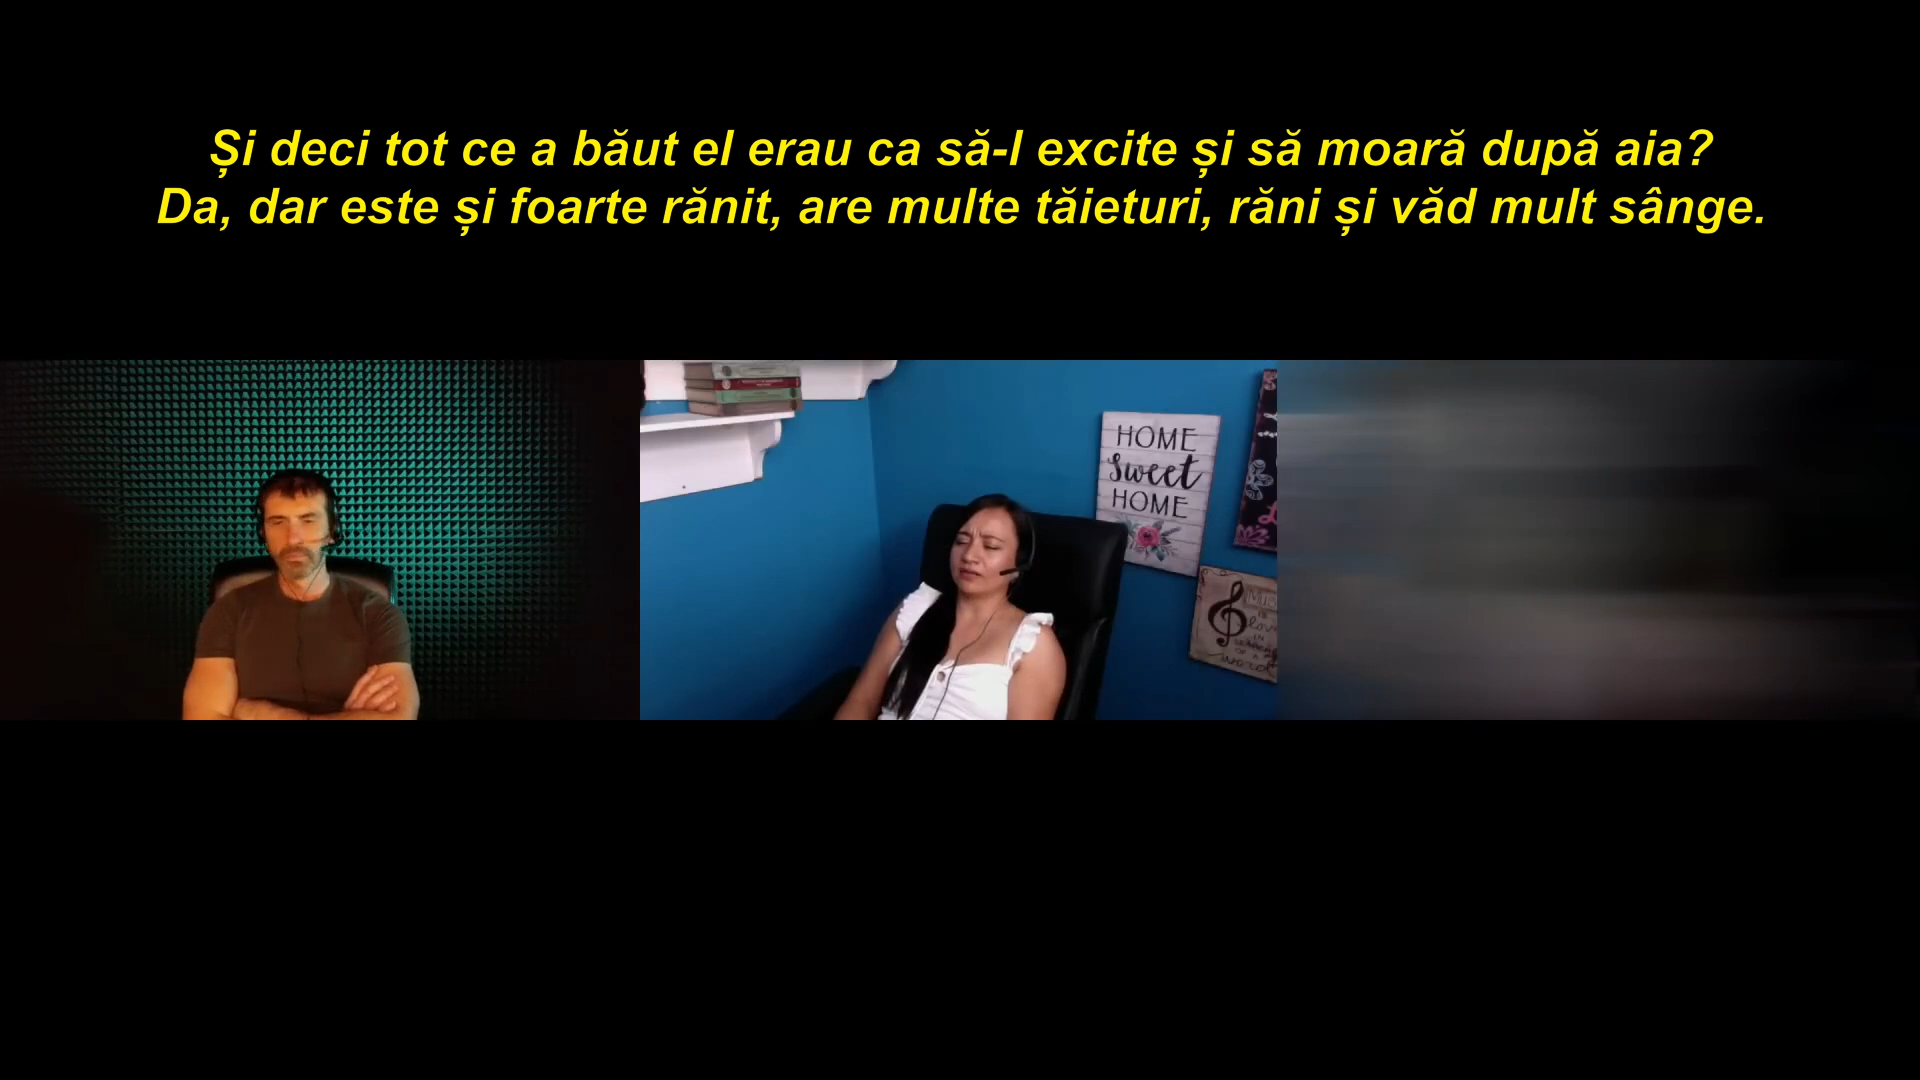 Și deci tot ce a băut el erau ca să-l excite și să moară după aia?
Da, dar este și foarte rănit, are multe tăieturi, răni și văd mult sânge.
HOME
Sweet
HOME